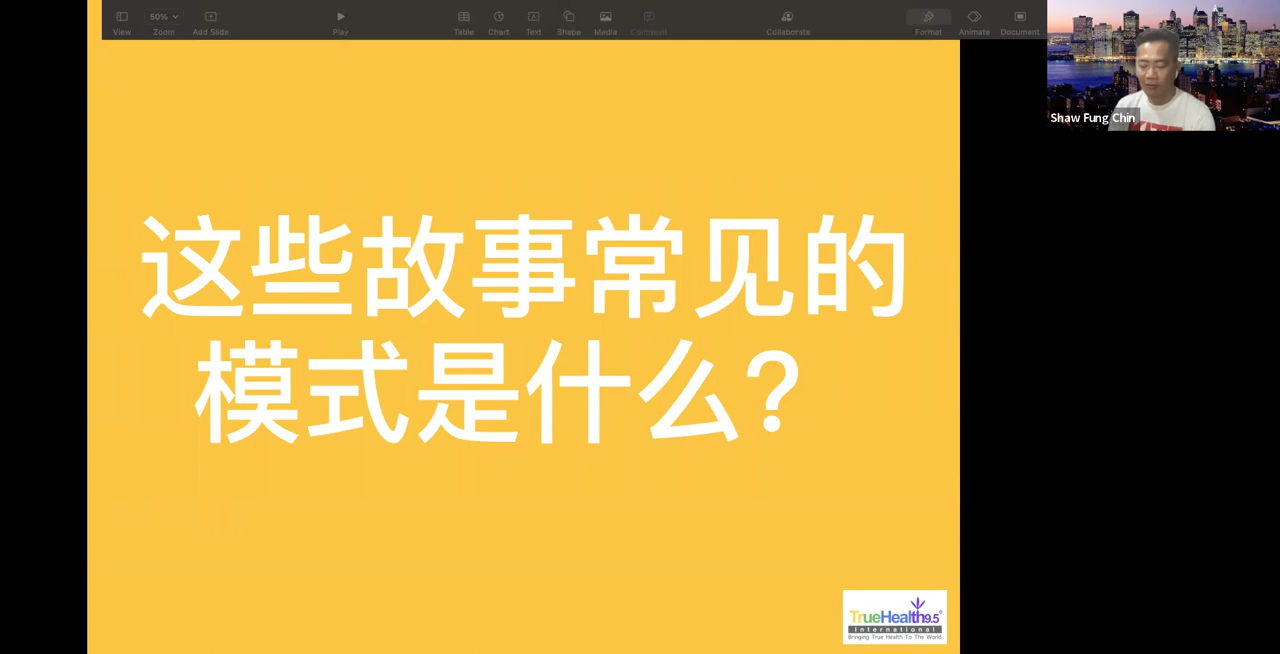 View
50%
Zoom
Add Slide
Play
Table
Chart
Text
Shape
Media
Comment
Collaborate
Format
Animate
Document
Shaw Fung Chin
这些故事常见的
模式是什么？
TrueHealth9.5®
International
Bringing True Health To The World